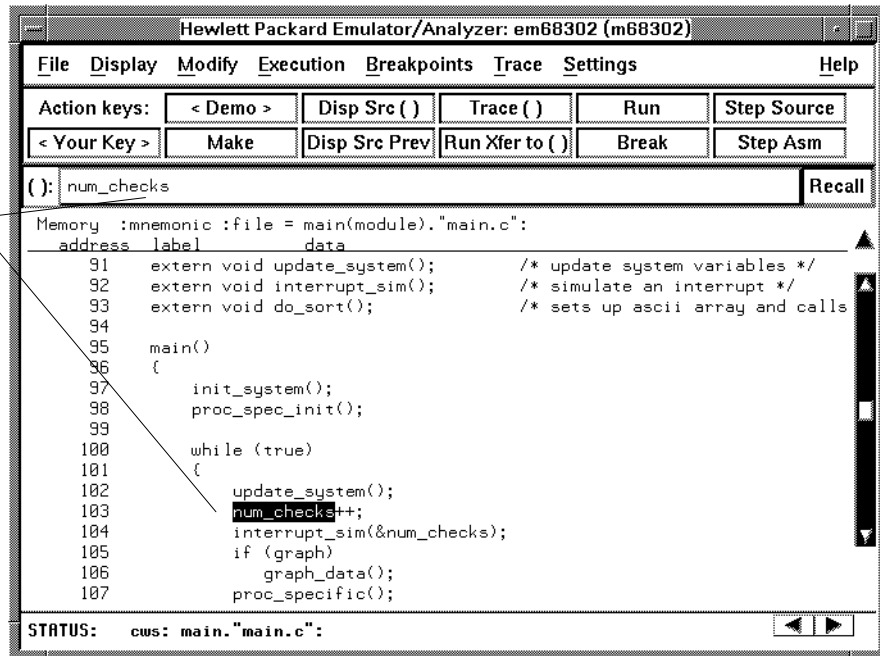 Hewlett Packard Emulator/Analyzer: em68302 (m68302)
File Display Modify Execution Breakpoints Trace Settings Help
Action keys: < Demo > Disp Src ( ) Trace ( ) Run Step Source
< Your Key > Make Disp Src Prev Run Xfer to ( ) Break Step Asm
( ): num_checks Recall
Memory :mnemonic :file = main(module)."main.c":
address label data
91 extern void update_system(); /* update system variables */
92 extern void interrupt_sim(); /* simulate an interrupt */
93 extern void do_sort(); /* sets up ascii array and calls
94
95 main()
96 {
97 init_system();
98 proc_spec_init();
99
100 while (true)
101 {
102 update_system();
103 num_checks++;
104 interrupt_sim(&num_checks);
105 if (graph)
106 graph_data();
107 proc_specific();
STATUS: cws: main."main.c":